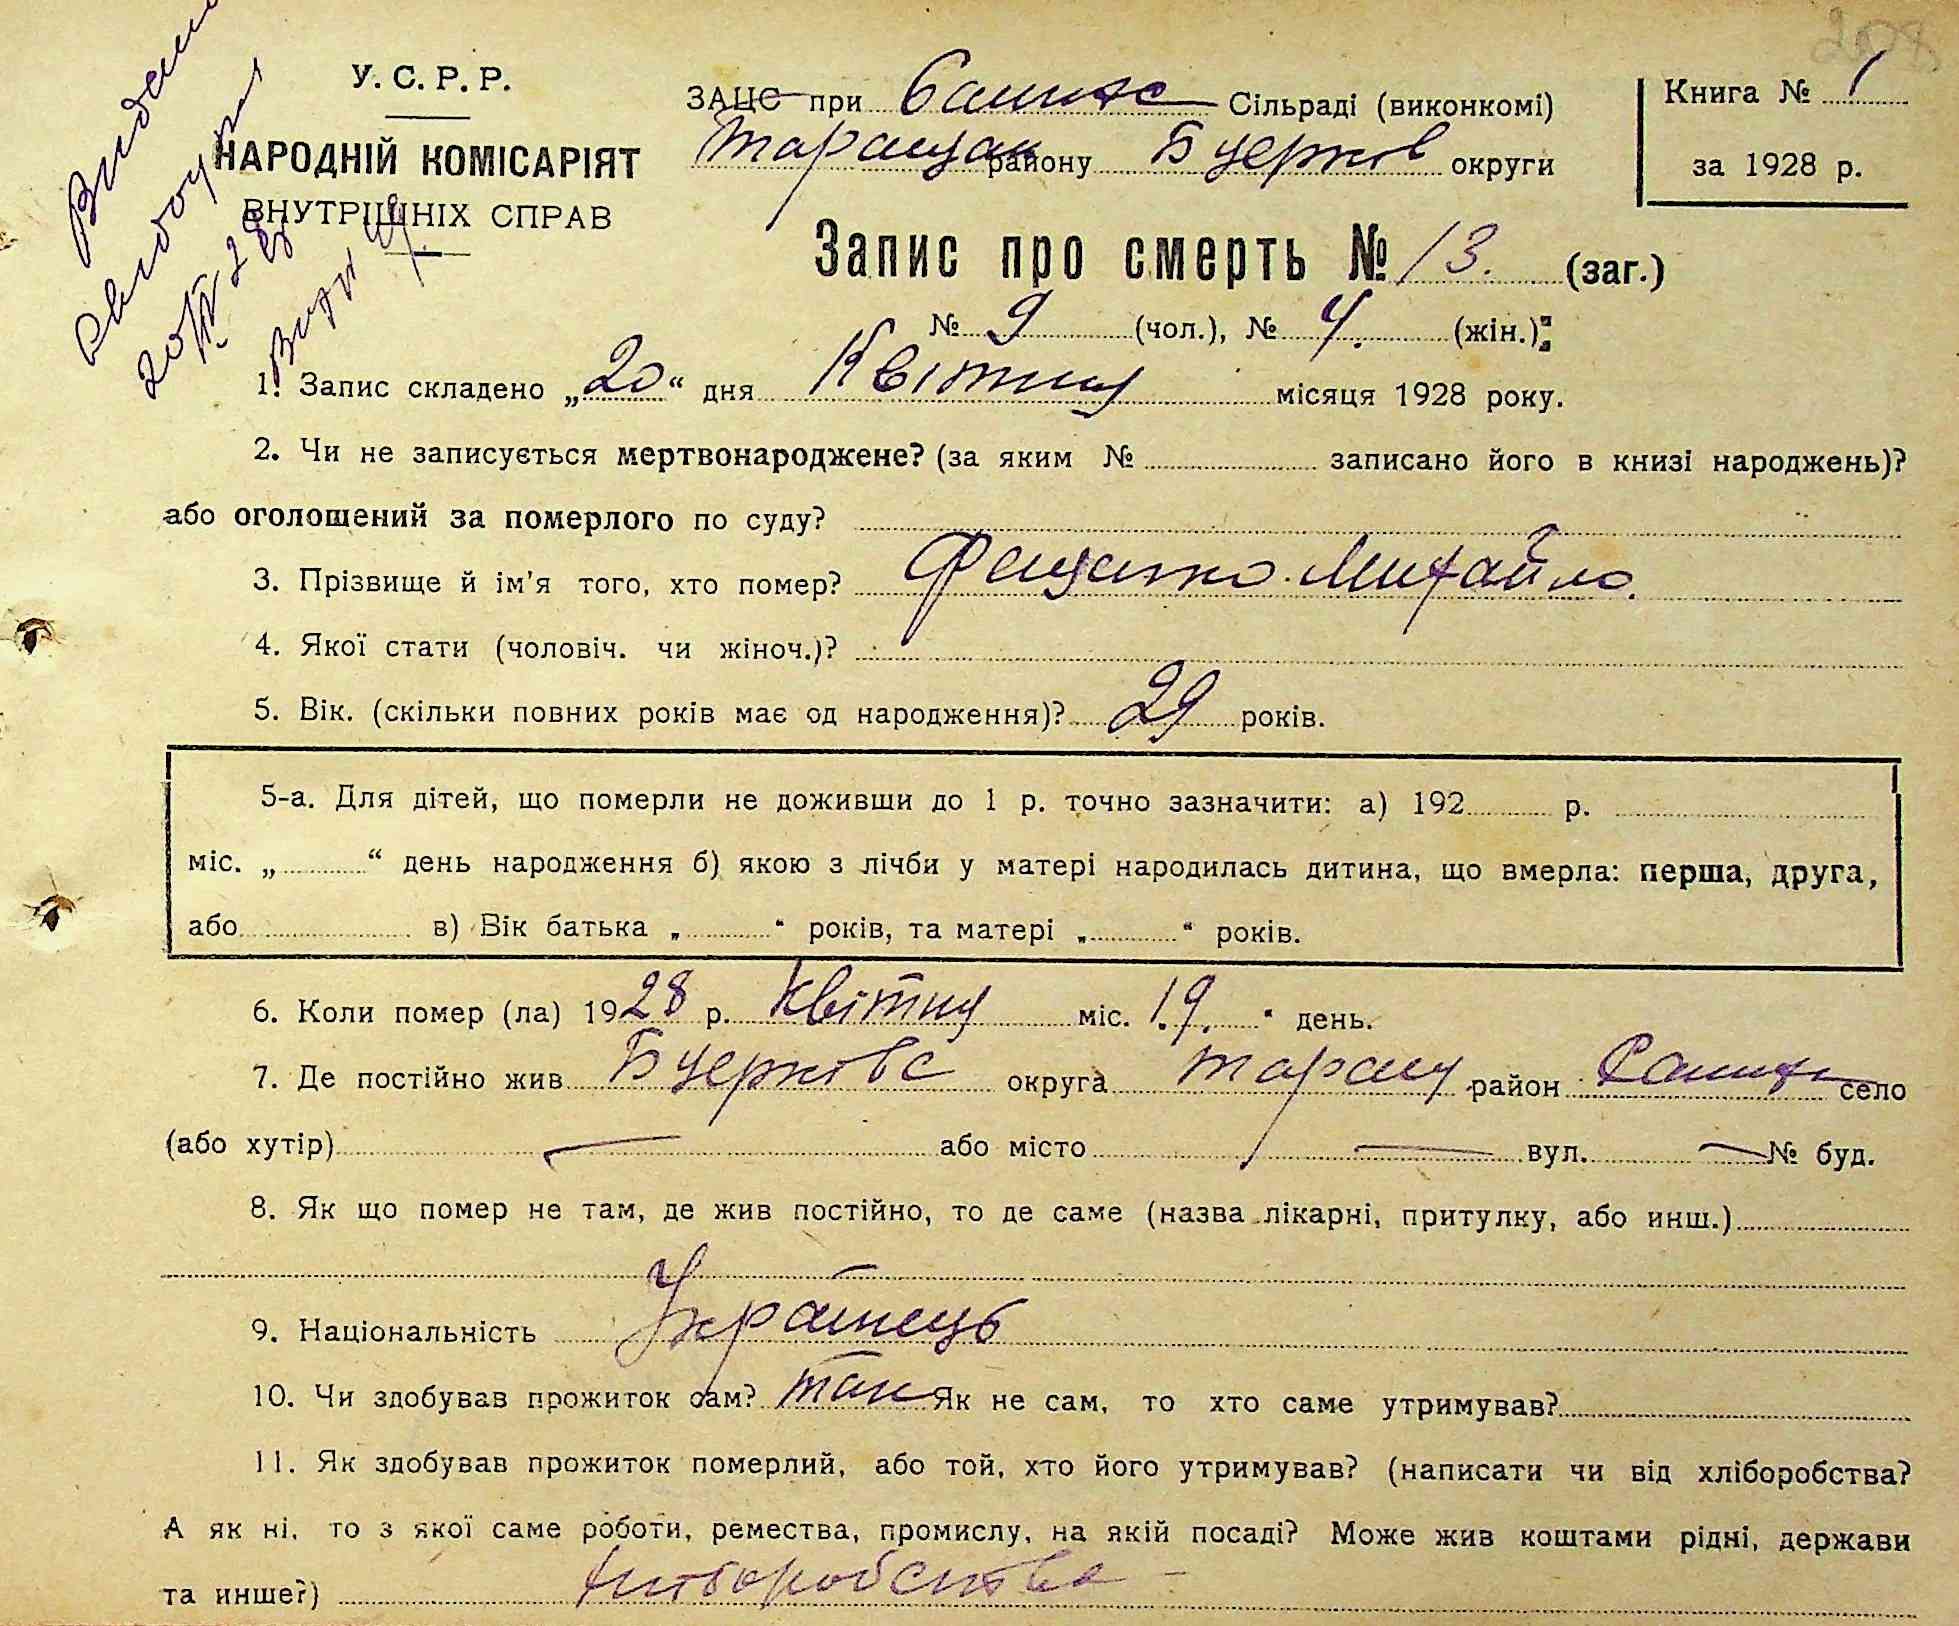 У. С. Р. Р.
НАРОДНІЙ КОМІСАРІЯТ
ВНУТРІШНІХ СПРАВ
20/IV 28
ЗАЦС при Сільраді (виконкомі)
Таращан району Бцерков округи
Книга № 1
за 1928 р.
Запис про смерть № 13. (заг.)
№ 9 (чол.), № 4. (жін.):
1. Запис складено „20“ дня Квітня місяця 1928 року.
2. Чи не записується мертвонароджене? (за яким № записано його в книзі народжень)?
або оголошений за померлого по суду?
3. Прізвище й ім'я того, хто помер? Михайло.
4. Якої стати (чоловіч. чи жіноч.)?
5. Вік. (скільки повних років має од народження)? 29 років.
5-а. Для дітей, що померли не доживши до 1 р. точно зазначити: а) 192 р.
міс. „ “ день народження б) якою з лічби у матері народилась дитина, що вмерла: перша, друга,
або в) Вік батька „ “ років, та матері „ “ років.
6. Коли помер (ла) 1928 р. Квітня міс. 19. “ день.
7. Де постійно жив Бцерківс округа Таращ район село
(або хутір) — або місто — вул. — № буд.
8. Як що помер не там, де жив постійно, то де саме (назва лікарні, притулку, або инш.)
9. Національність Українець
10. Чи здобував прожиток сам? так Як не сам, то хто саме утримував?
11. Як здобував прожиток померлий, або той, хто його утримував? (написати чи від хліборобства?
А як ні, то з якої саме роботи, ремества, промислу, на якій посаді? Може жив коштами рідні, держави
та инше?) хліборобства –